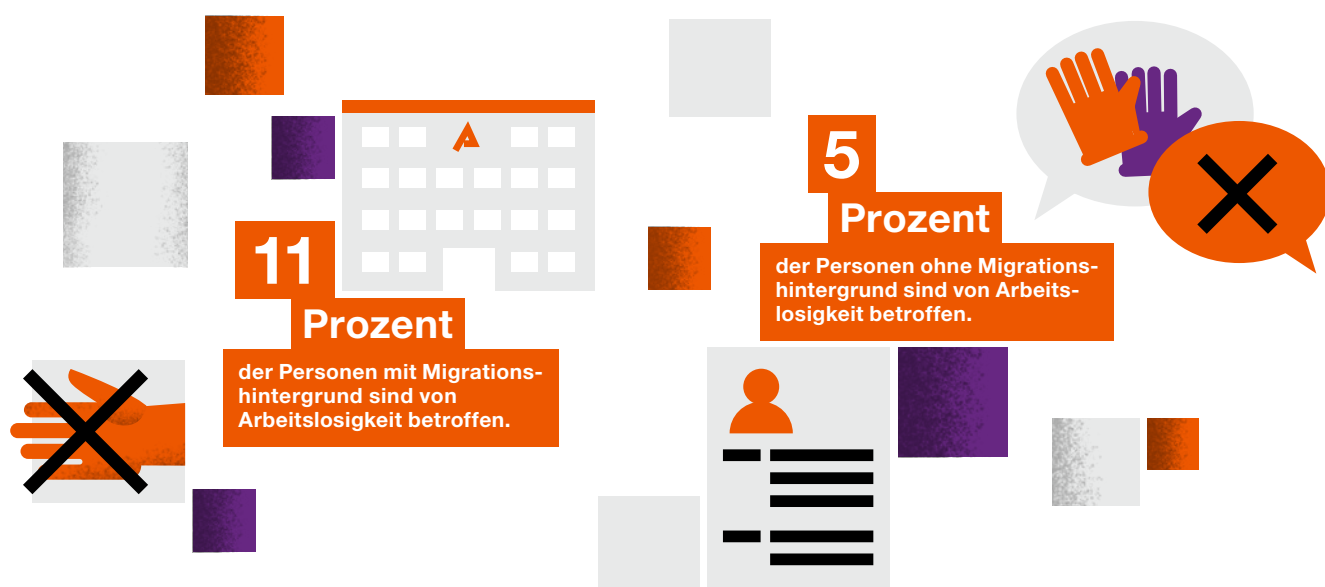 11
Prozent
der Personen mit Migrations-
hintergrund sind von
Arbeitslosigkeit betroffen.
5
Prozent
der Personen ohne Migrations-
hintergrund sind von Arbeits-
losigkeit betroffen.